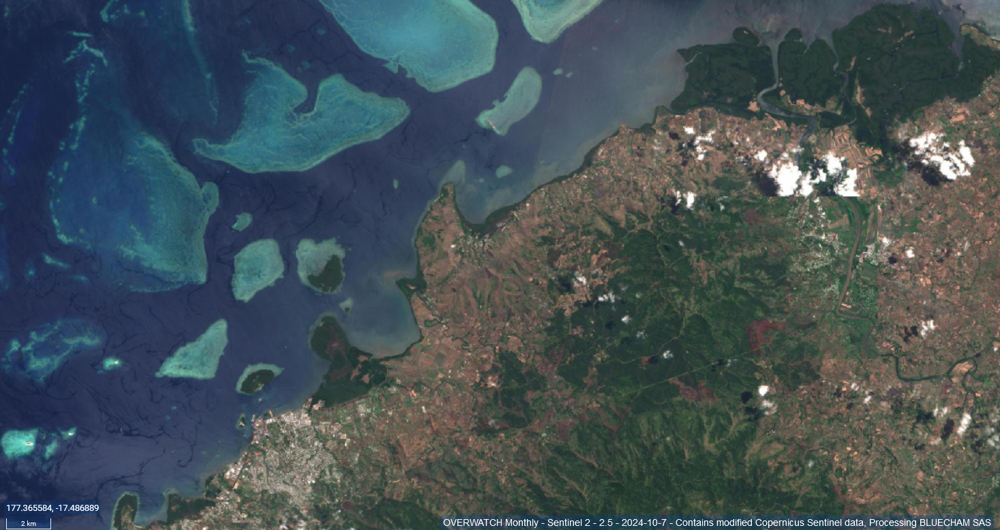 177.365584, -17.486889
2 km
OVERWATCH Monthly - Sentinel 2 - 2.5 - 2024-10-7 - Contains modified Copernicus Sentinel data, Processing BLUECHAM SAS